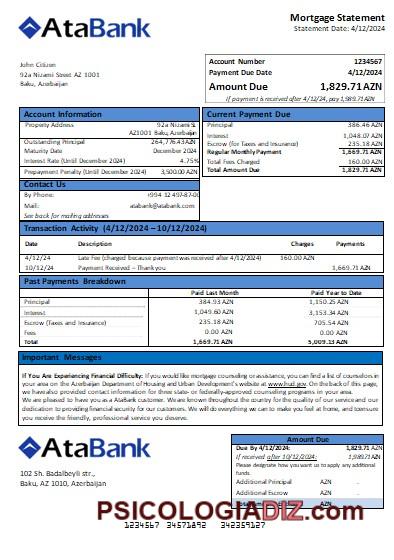 AtaBank
Mortgage Statement
Statement Date: 4/12/2024
John Citizen
92a Nizami Street AZ 1001
Baku, Azerbaijan
Account Number 1234567
Payment Due Date 4/12/2024
Amount Due 1,829.71 AZN
If payment is received after 4/12/24, pay 1,989.71 AZN
Account Information
Property Address 92a Nizami S
AZ1001 Baku, Azerbaijan
Outstanding Principal 264,776.43 AZN
Maturity Date December 2024
Interest Rate (Until December 2024) 4.75%
Prepayment Penalty (Until December 2024) 3,500.00 AZN
Contact Us
By Phone: +994 12 497-87-00
Mail: atabank@atabank.com
See back for mailing addresses
Current Payment Due
Principal 386.46 AZN
Interest 1,048.07 AZN
Escrow (for Taxes and Insurance) 235.18 AZN
Regular Monthly Payment 1,669.71 AZN
Total Fees Charged 160.00 AZN
Total Amount Due 1,829.71 AZN
Transaction Activity (4/12/2024 – 10/12/2024)
Date Description Charges Payments
4/12/24 Late Fee (charged because payment was received after 4/12/2024) 160.00 AZN
10/12/24 Payment Received – Thank you 1,669.71 AZN
Past Payments Breakdown
Paid Last Month Paid Year to Date
Principal 384.93 AZN 1,150.25 AZN
Interest 1,049.60 AZN 3,153.34 AZN
Escrow (Taxes and Insurance) 235.18 AZN 705.54 AZN
Fees 0.00 AZN 0.00 AZN
Total 1,669.71 AZN 5,009.13 AZN
Important Messages
If You Are Experiencing Financial Difficulty: If you would like mortgage counseling or assistance, you can find a list of counselors in
your area on the Azerbaijan Department of Housing and Urban Development's website at www.hud.gov. On the back of this page,
we have also provided contact information for three state- or federally-approved counseling programs in your area.
We are pleased to have you as a AtaBank customer. We are known throughout the country for the quality of our service and our
dedication to providing financial security for our customers. We will do everything we can to make you feel at home, and to ensure
you receive the friendly, professional service you deserve.
AtaBank
102 Sh. Badalbeyli str.,
Baku, AZ 1010, Azerbaijan
Amount Due
Due By 4/12/2024: 1,829.71 AZN
If received after 10/12/2024: 1,989.71 AZN
Please designate how you want us to apply any additional
funds.
Additional Principal AZN .
Additional Escrow AZN .
AZN .
PSICOLOGIADIZ.com
1234567 34571892 342359127